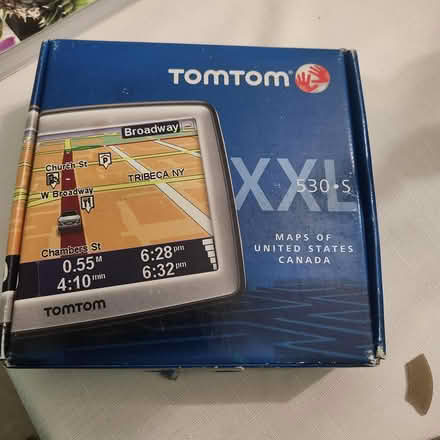 TOMTOM
Broadway
Church St
P
W Broadway
TRIBECA NY
Chambers St
0.55M
6:28pm
4:10min
6:32pm
TOMTOM
XXL
530•S
MAPS OF
UNITED STATES
CANADA